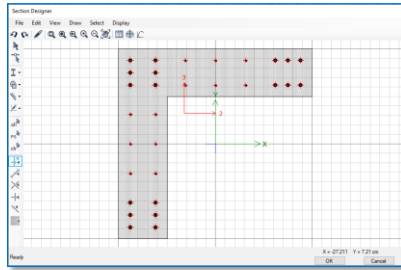 Section Designer
File Edit View Draw Select Display
3
Y
2
X
Ready
X = -27.211 Y = 7.21 cm
OK Cancel